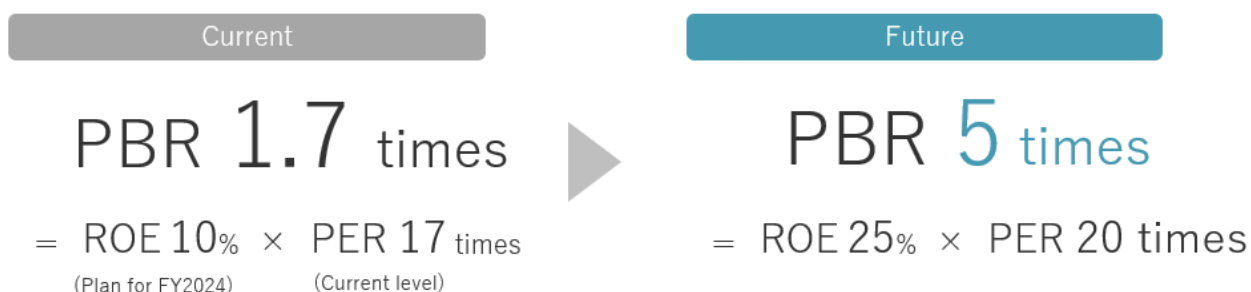 Current
PBR 1.7 times
= ROE 10% × PER 17 times
(Plan for FY2024) (Current level)
Future
PBR 5 times
= ROE 25% × PER 20 times